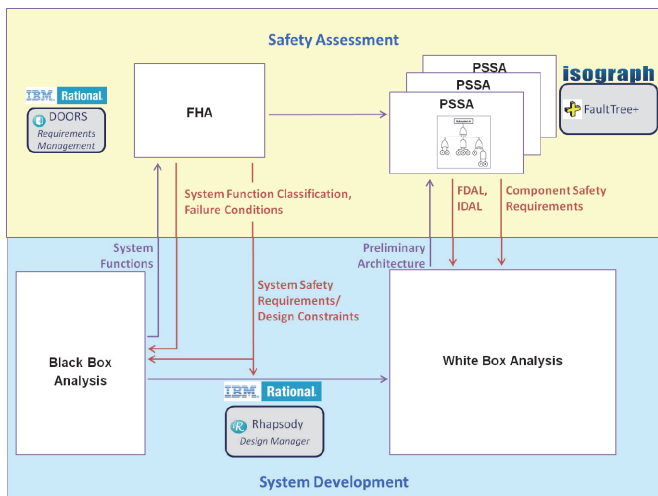 Safety Assessment
IBM. Rational.
DOORS
Requirements
Management
FHA
PSSA
PSSA
PSSA
isograph
FaultTree+
System Function Classification,
Failure Conditions
FDAL,
IDAL
Component Safety
Requirements
System
Functions
Preliminary
Architecture
System Safety
Requirements/
Design Constraints
Black Box
Analysis
White Box Analysis
IBM. Rational.
Rhapsody
Design Manager
System Development